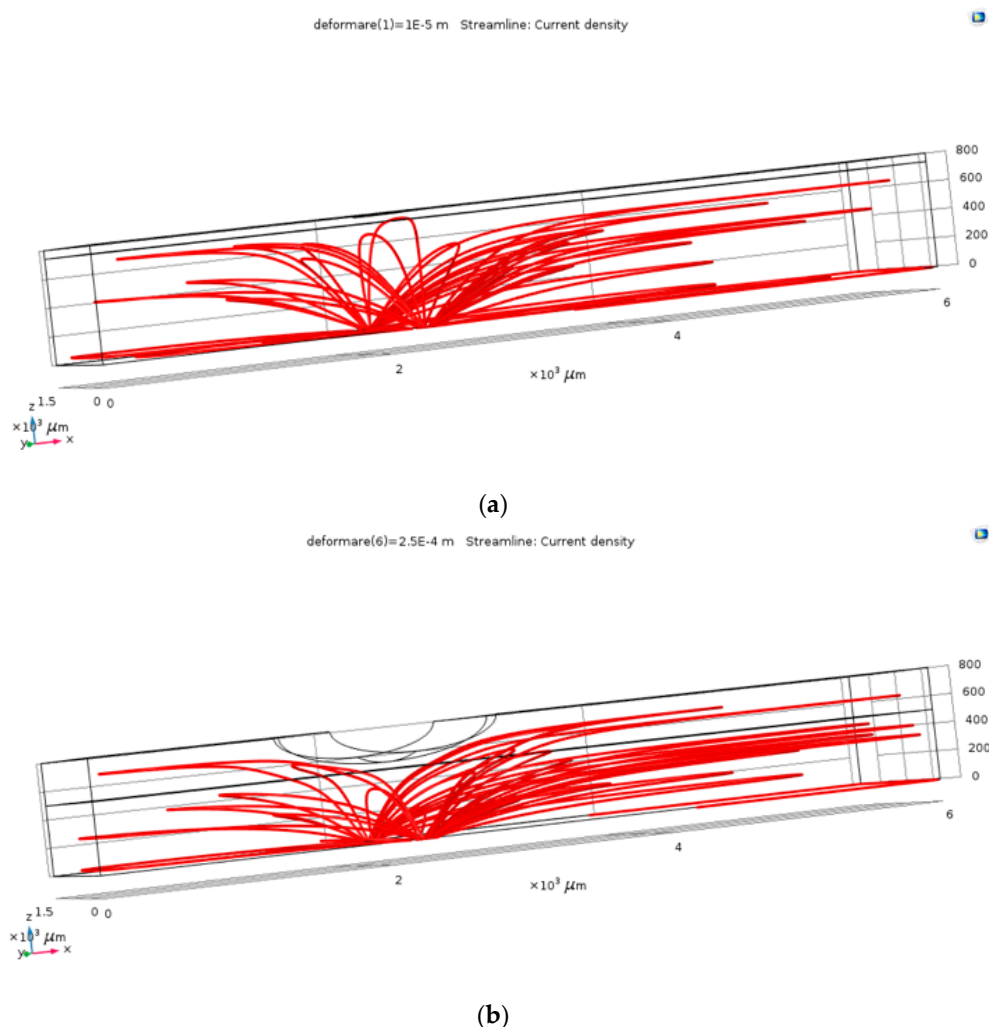 deformare(1)=1E-5 m   Streamline: Current density
800
600
400
200
0
6
4
2
×10³ μm
0 0
z 1.5
×10³ μm
y x
(a)
deformare(6)=2.5E-4 m   Streamline: Current density
800
600
400
200
0
6
4
2
×10³ μm
0 0
z 1.5
×10³ μm
y x
(b)